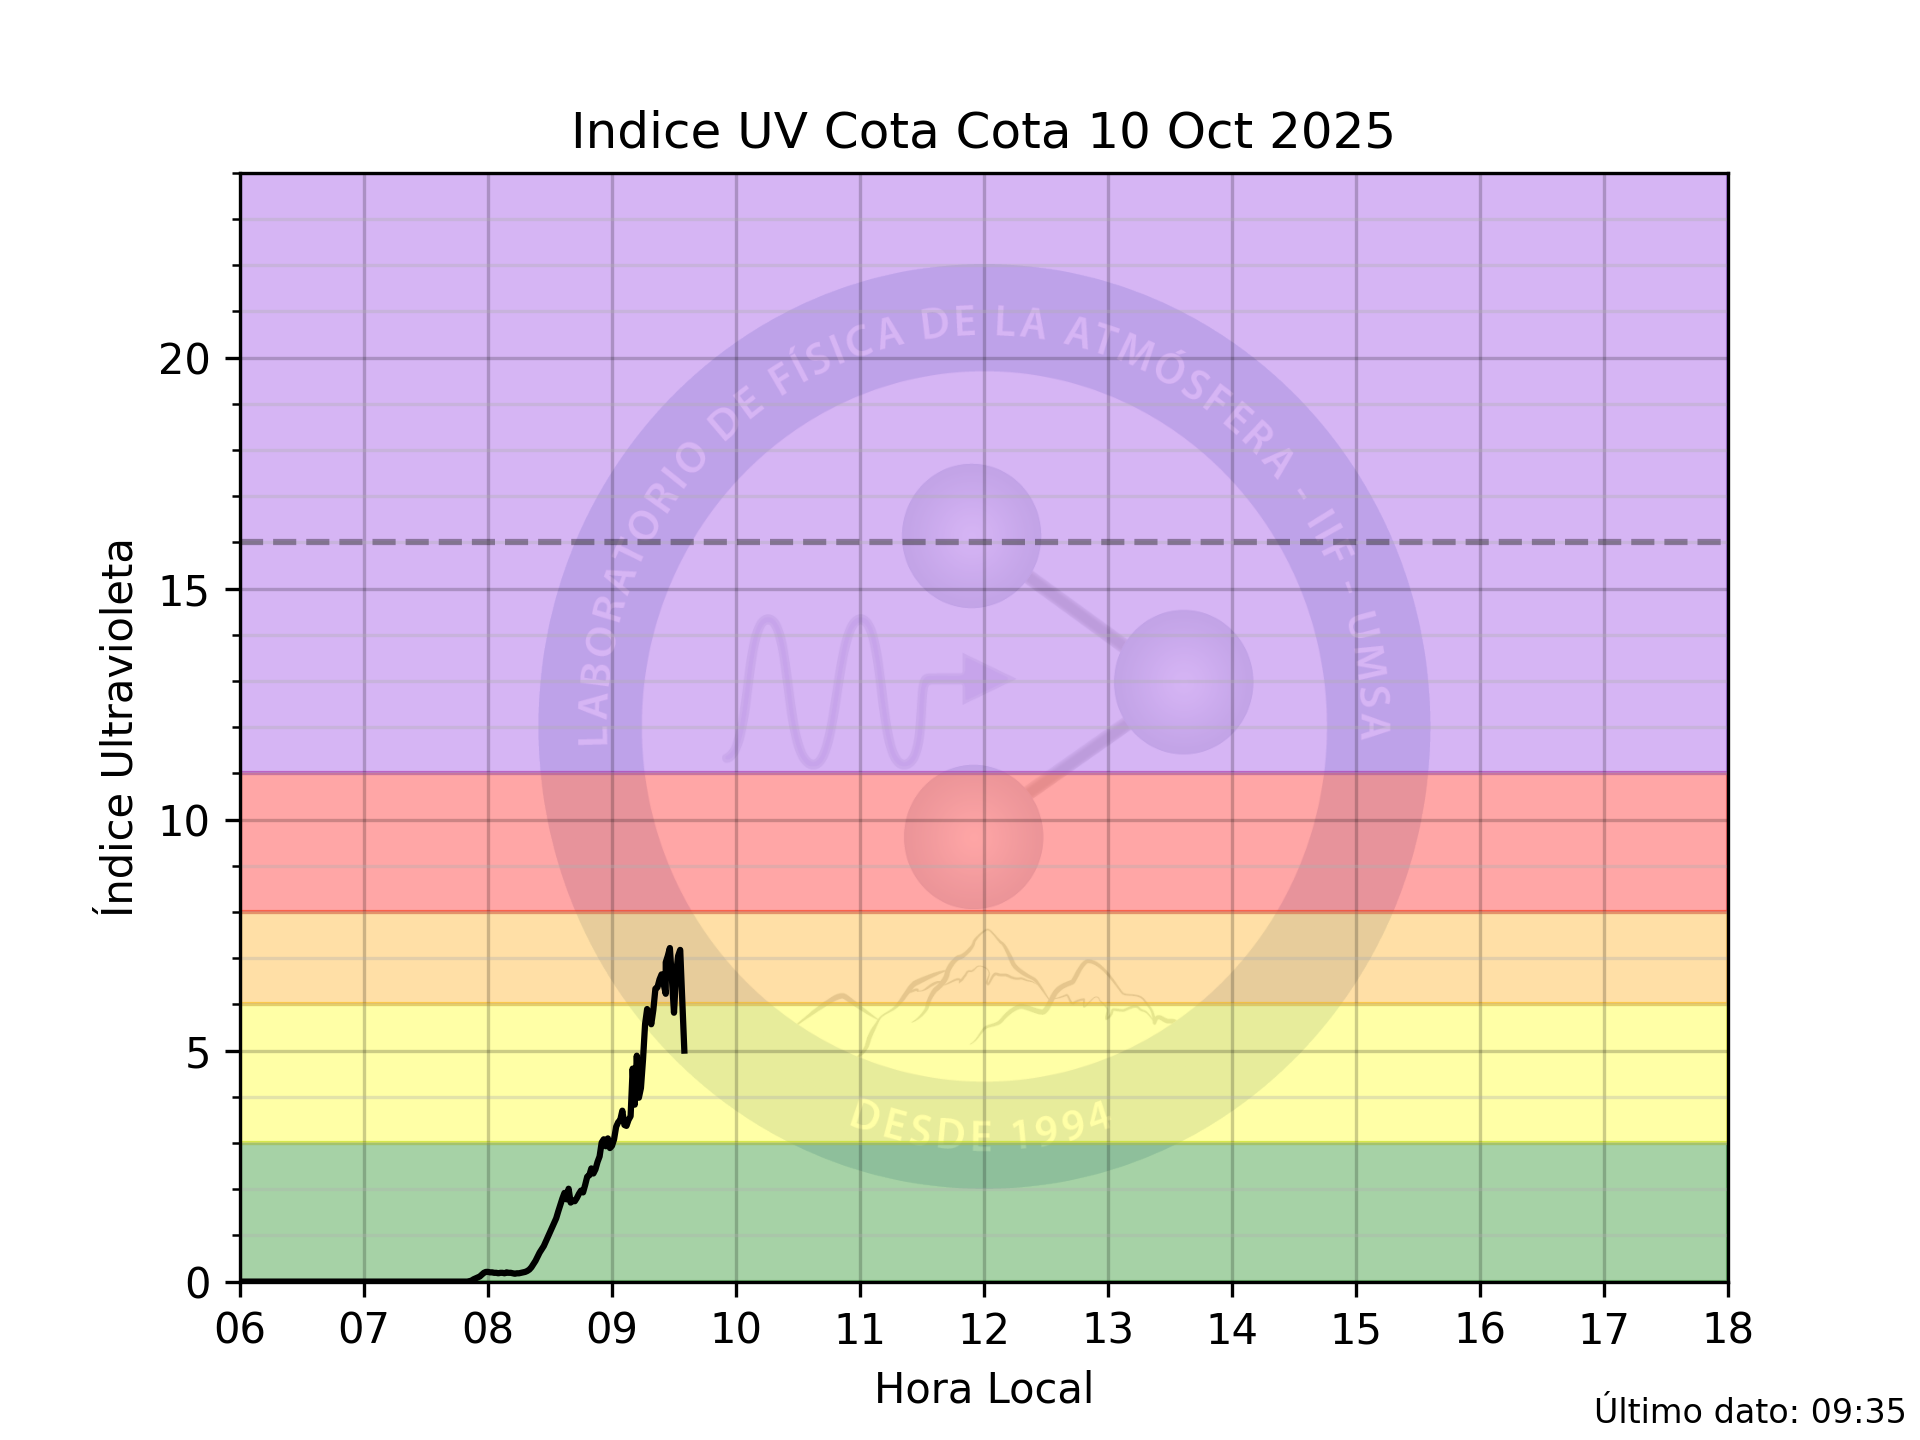 Indice UV Cota Cota 10 Oct 2025
20
15
10
5
0
Índice Ultravioleta
LABORATORIO DE FÍSICA DE LA ATMÓSFERA - IIF - UMSA
DESDE 1994
06 07 08 09 10 11 12 13 14 15 16 17 18
Hora Local
Último dato: 09:35